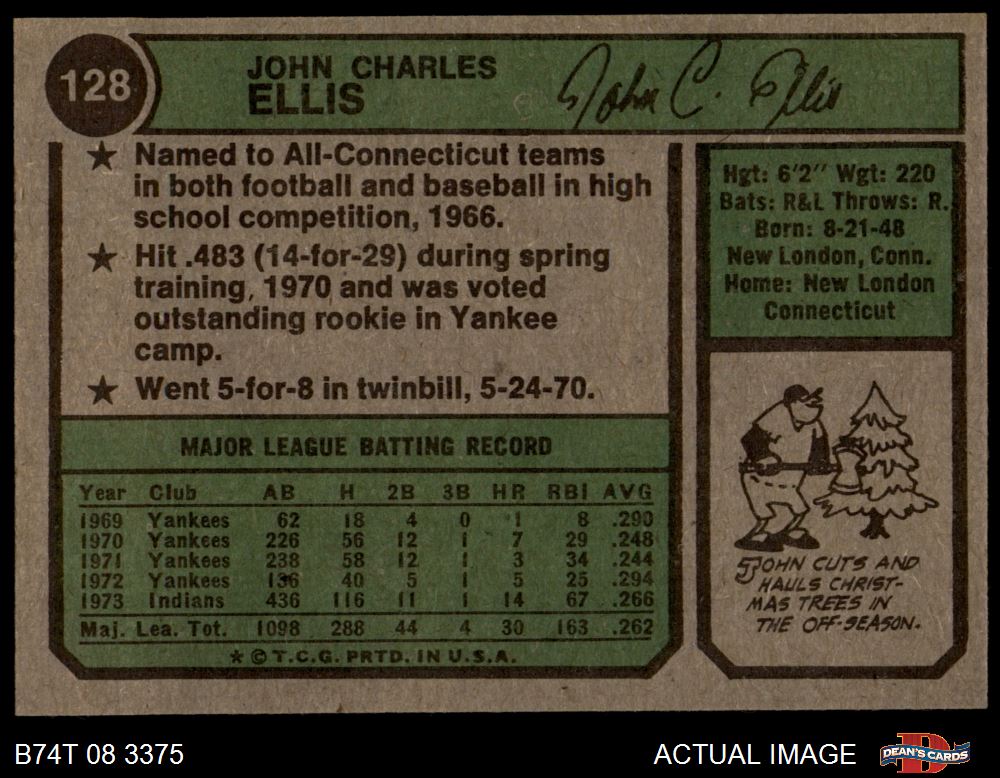 128
JOHN CHARLES
ELLIS
John C. Ellis
★ Named to All-Connecticut teams
in both football and baseball in high
school competition, 1966.
★ Hit .483 (14-for-29) during spring
training, 1970 and was voted
outstanding rookie in Yankee
camp.
★ Went 5-for-8 in twinbill, 5-24-70.
Hgt: 6'2" Wgt: 220
Bats: R&L Throws: R.
Born: 8-21-48
New London, Conn.
Home: New London
Connecticut
MAJOR LEAGUE BATTING RECORD
Year Club AB H 2B 3B HR RBI AVG
1969 Yankees 62 18 4 0 1 8 .290
1970 Yankees 226 56 12 1 7 29 .248
1971 Yankees 238 58 12 1 3 34 .244
1972 Yankees 136 40 5 1 5 25 .294
1973 Indians 436 116 11 1 14 67 .266
Maj. Lea. Tot. 1098 288 44 4 30 163 .262
★ © T.C.G. PRTD. IN U.S.A.
JOHN CUTS AND
HAULS CHRIST-
MAS TREES IN
THE OFF-SEASON.
B74T 08 3375
ACTUAL IMAGE
DEAN'S CARDS